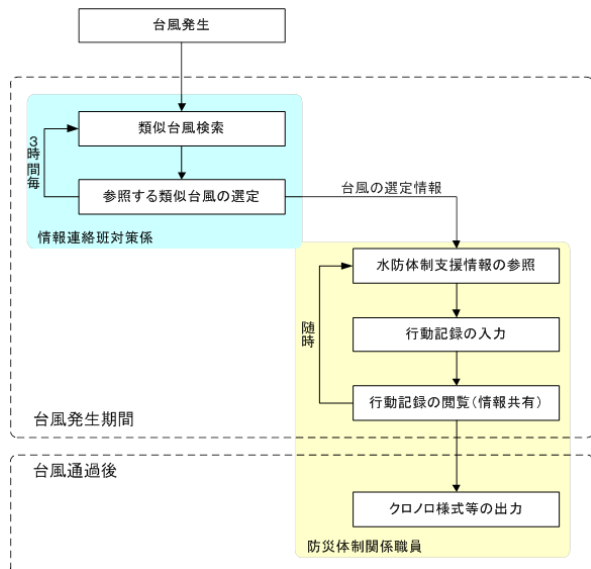 台風発生
類似台風検索
3時間毎
参照する類似台風の選定
台風の選定情報
情報連絡班対策係
水防体制支援情報の参照
随時
行動記録の入力
行動記録の閲覧（情報共有）
台風発生期間
台風通過後
クロノロ様式等の出力
防災体制関係職員